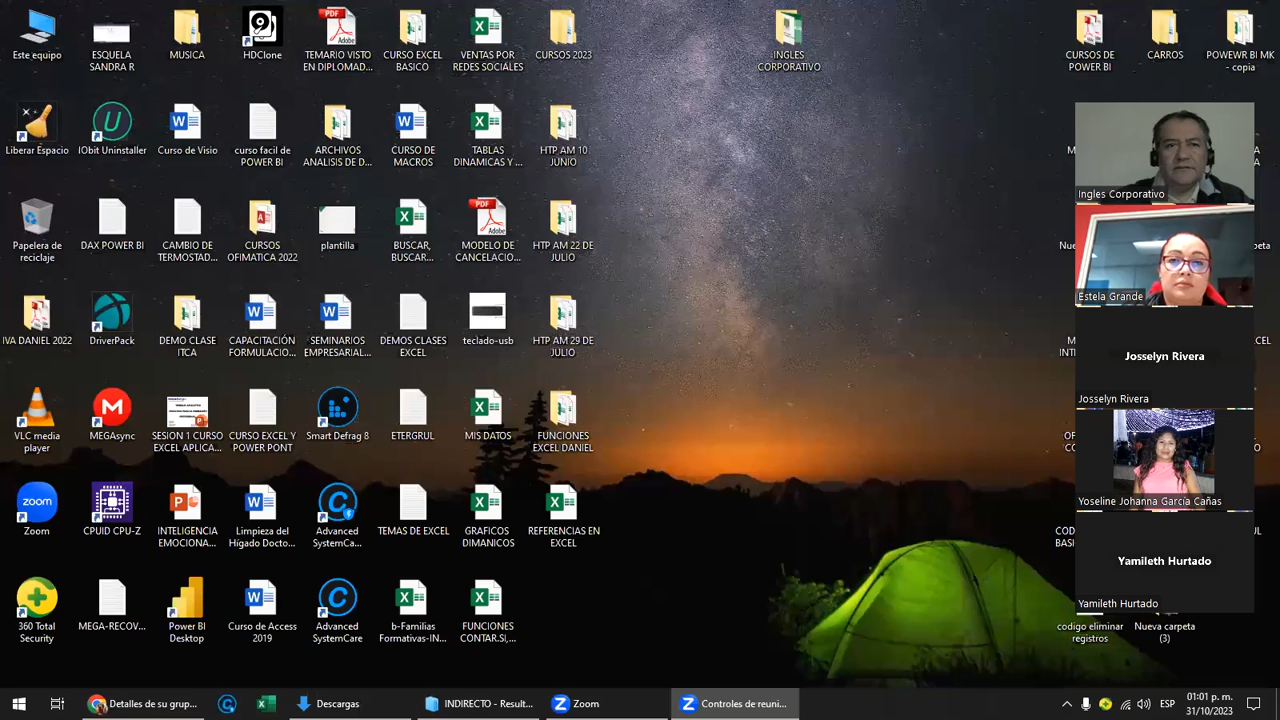 Este equipo
ESCUELA
SANDRA R
MUSICA
HDClone
PDF
Adobe
TEMARIO VISTO
EN DIPLOMAD...
CURSO EXCEL
BASICO
VENTAS POR
REDES SOCIALES
CURSOS 2023
INGLES
CORPORATIVO
CURSOS DE
POWER BI
CARROS
POWEWR BI MK
- copia
Liberar Espacio
IObit Uninstaller
Curso de Visio
curso facil de
POWER BI
ARCHIVOS
ANALISIS DE D...
CURSO DE
MACROS
TABLAS
DINAMICAS Y ...
HTP AM 10
JUNIO
Ingles Corporativo
Papelera de
reciclaje
DAX POWER BI
CAMBIO DE
TERMOSTAD...
CURSOS
OFIMATICA 2022
plantilla
BUSCAR,
BUSCAR...
PDF
Adobe
MODELO DE
CANCELACIO...
HTP AM 22 DE
JULIO
Estela Grande
IVA DANIEL 2022
DriverPack
DEMO CLASE
ITCA
CAPACITACIÓN
FORMULACIO...
SEMINARIOS
EMPRESARIAL...
DEMOS CLASES
EXCEL
teclado-usb
HTP AM 29 DE
JULIO
Josselyn Rivera
Josselyn Rivera
VLC media
player
MEGAsync
SESION 1 CURSO
EXCEL APLICA...
CURSO EXCEL Y
POWER PONT
Smart Defrag 8
ETERGRUL
MIS DATOS
FUNCIONES
EXCEL DANIEL
Yoseline Johanna García Cañas
zoom
Zoom
CPUID CPU-Z
INTELIGENCIA
EMOCIONA...
Limpieza del
Hígado Docto...
Advanced
SystemCare...
TEMAS DE EXCEL
GRAFICOS
DIMANICOS
REFERENCIAS EN
EXCEL
Yamileth Hurtado
Yamileth Hurtado
360 Total
Security
MEGA-RECOV...
Power BI
Desktop
Curso de Access
2019
Advanced
SystemCare
b-Familias
Formativas-IN...
FUNCIONES
CONTAR.SI,...
codigo eliminar
registros
Nueva carpeta
(3)
Detalles de su grup...
Descargas
INDIRECTO - Result...
Zoom
Controles de reuni...
ESP
01:01 p. m.
31/10/2023